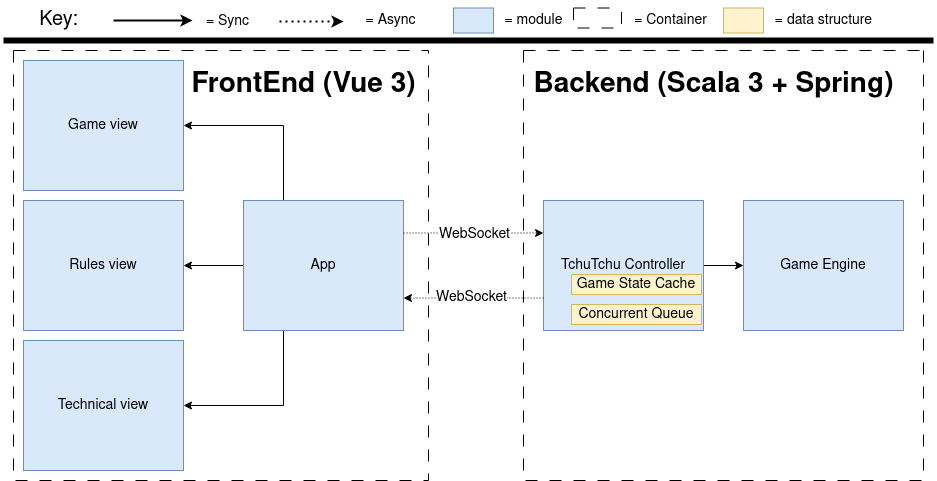 Key:
= Sync
= Async
= module
= Container
= data structure
FrontEnd (Vue 3)
Backend (Scala 3 + Spring)
Game view
Rules view
App
Technical view
WebSocket
WebSocket
TchuTchu Controller
Game State Cache
Concurrent Queue
Game Engine